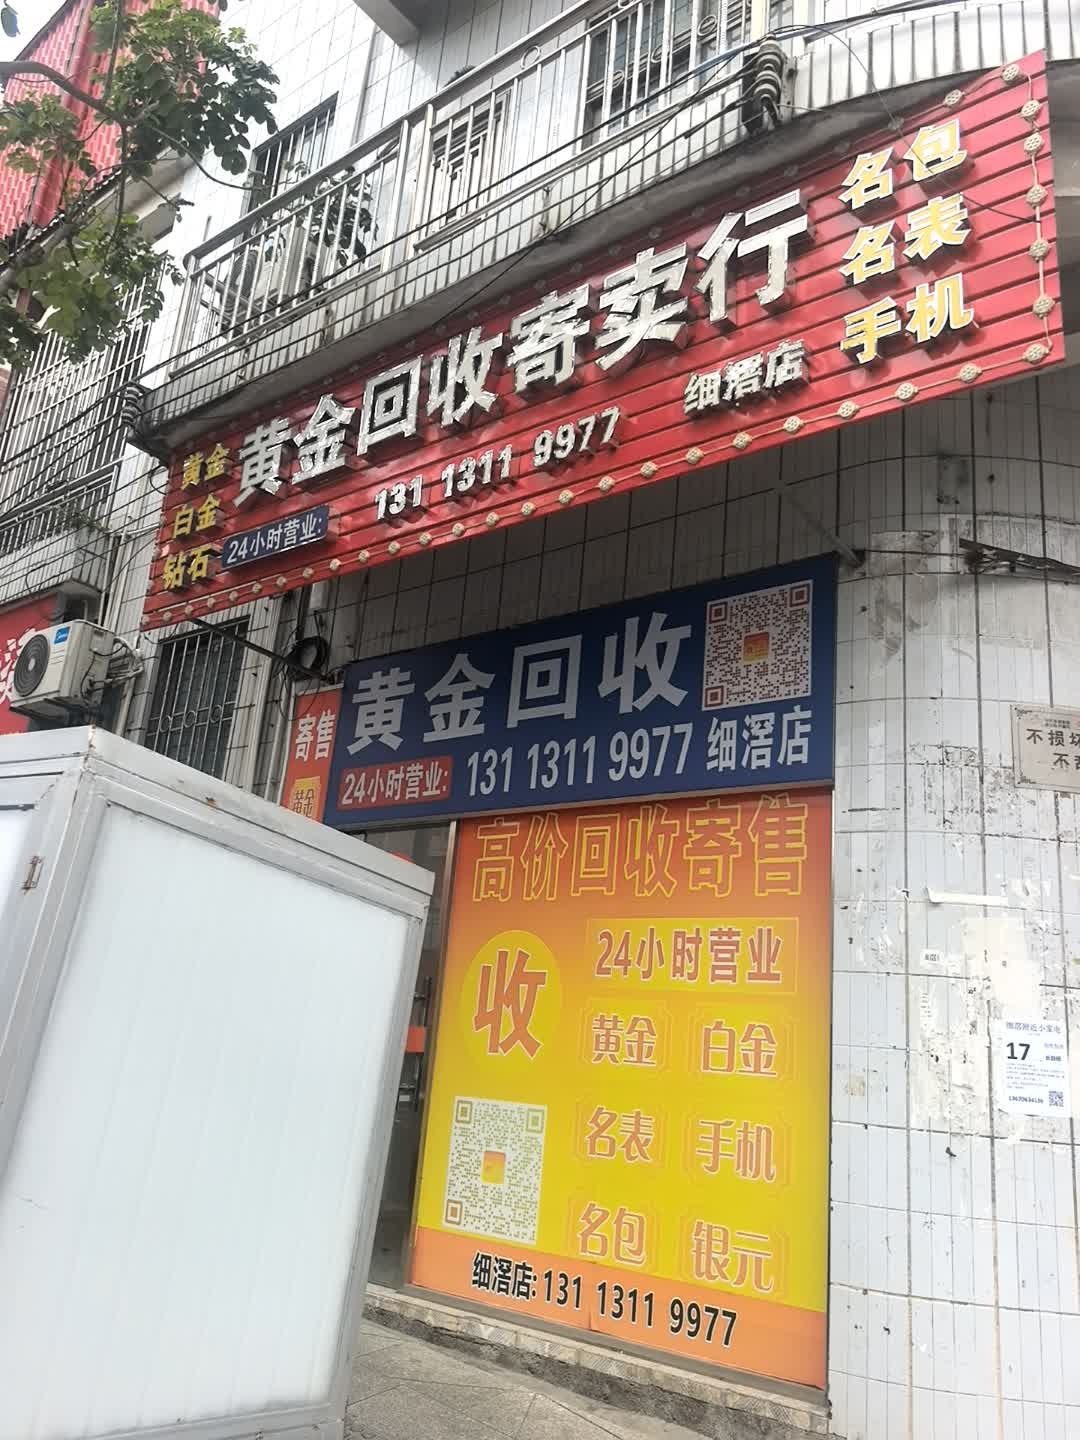 黄金回收寄卖行
黄金
白金
钻石
24小时营业:
131 1311 9977
细滘店
名包
名表
手机
寄售
黄金
黄金回收
24小时营业:
131 1311 9977
细滘店
高价回收寄售
收
24小时营业
黄金
白金
名表
手机
名包
银元
细滘店: 131 1311 9977
不损坏
17
13670634136